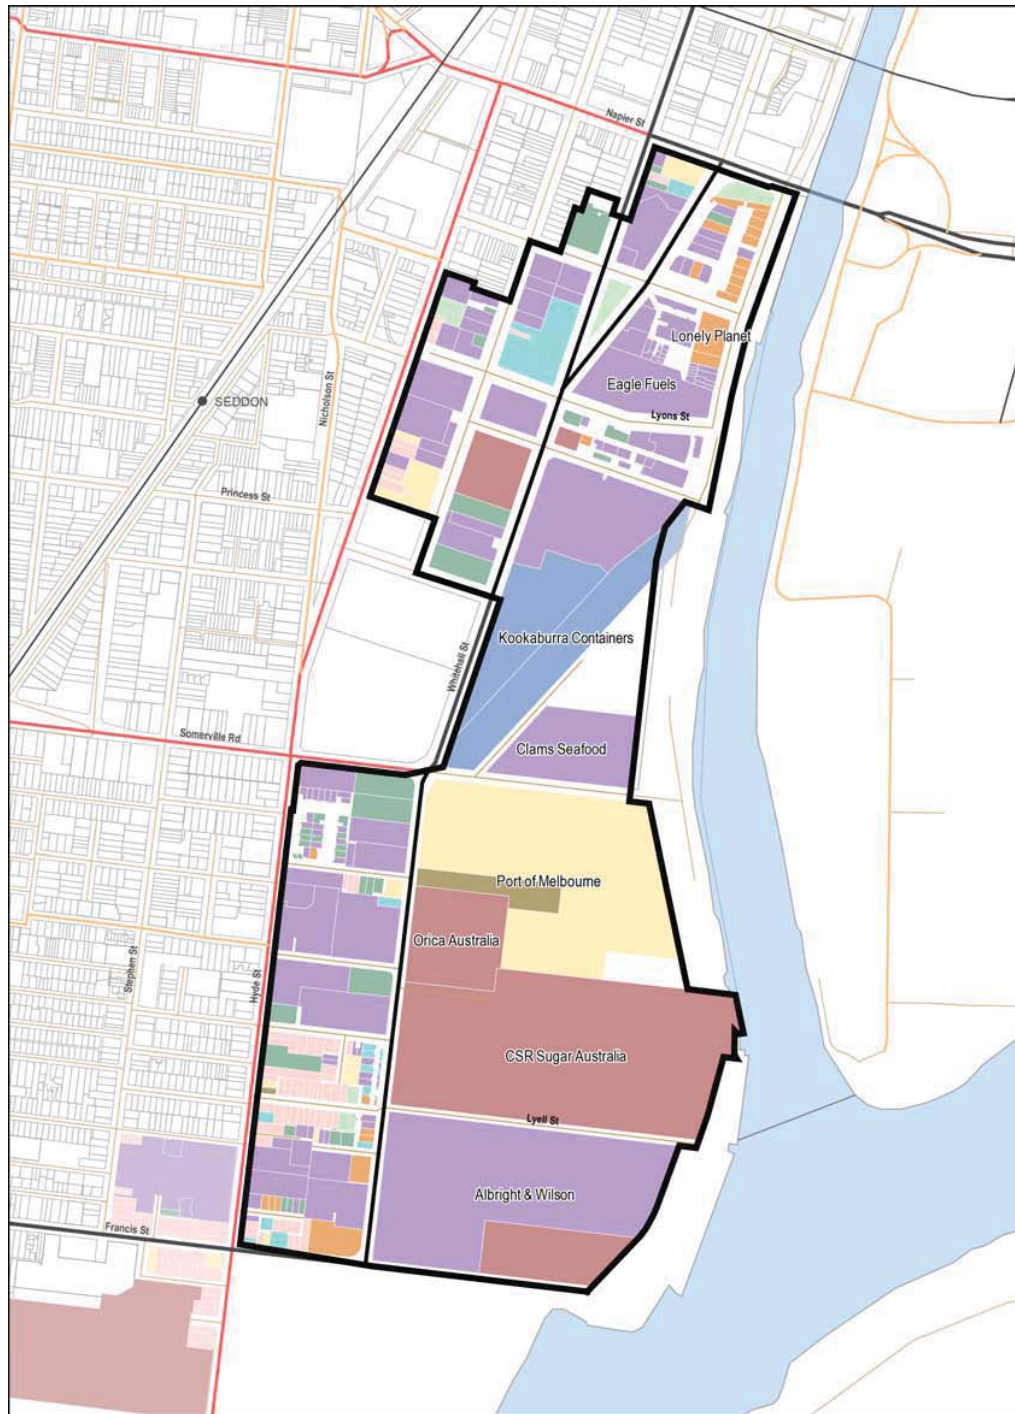 Napier St
Lonely Planet
Eagle Fuels
SEDDON
Nicholson St
Lyons St
Princess St
Kookaburra Containers
Whitehall St
Somerville Rd
Clams Seafood
Port of Melbourne
Orica Australia
Stephen St
Hyde St
CSR Sugar Australia
Lyell St
Albright & Wilson
Francis St